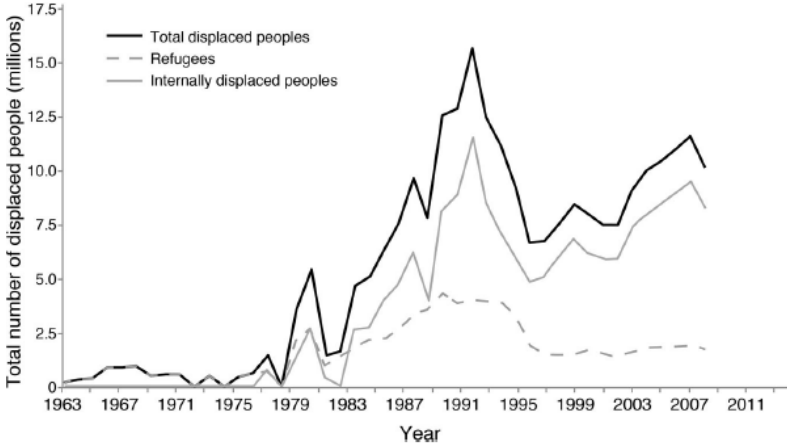 Total number of displaced people (millions)
17.5
15.0
12.5
10.0
7.5
5.0
2.5
0
Total displaced peoples
Refugees
Internally displaced peoples
1963 1967 1971 1975 1979 1983 1987 1991 1995 1999 2003 2007 2011
Year